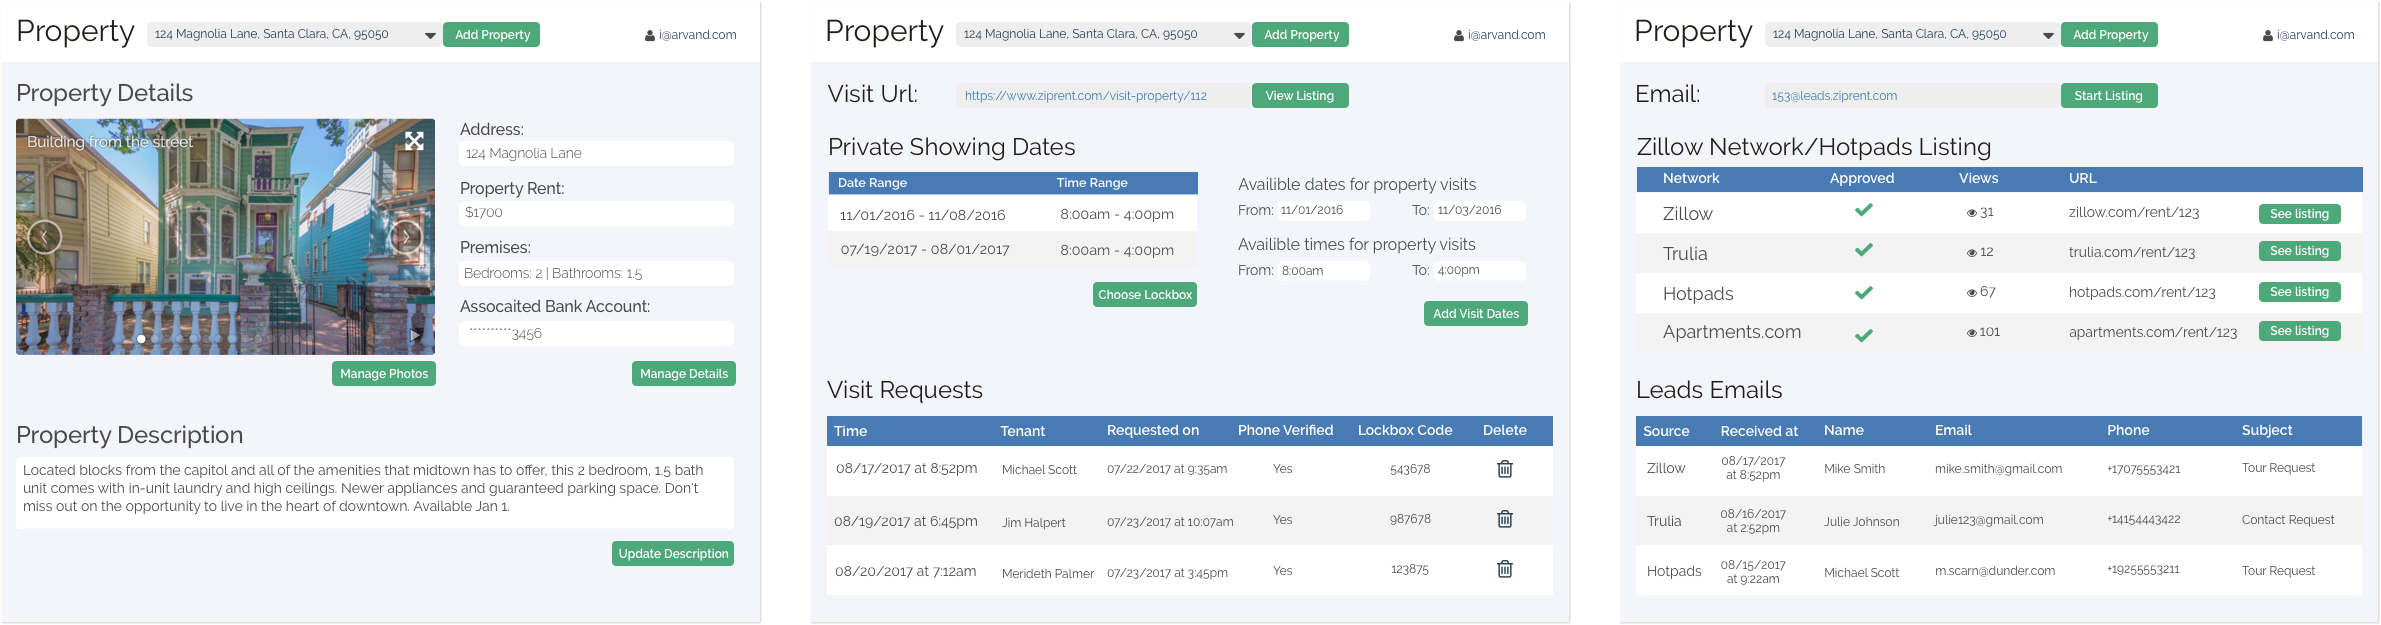 Property
124 Magnolia Lane, Santa Clara, CA, 95050
Add Property
i@arvand.com
Property Details
Building from the street
Address:
124 Magnolia Lane
Property Rent:
$1700
Premises:
Bedrooms: 2 | Bathrooms: 1.5
Assocaited Bank Account:
**********3456
Manage Photos
Manage Details
Property Description
Located blocks from the capitol and all of the amenities that midtown has to offer, this 2 bedroom, 1.5 bath
unit comes with in-unit laundry and high ceilings. Newer appliances and guaranteed parking space. Don't
miss out on the opportunity to live in the heart of downtown. Available Jan 1.
Update Description
Property
124 Magnolia Lane, Santa Clara, CA, 95050
Add Property
i@arvand.com
Visit Url:
https://www.ziprent.com/visit-property/112
View Listing
Private Showing Dates
Date Range Time Range
11/01/2016 - 11/08/2016 8:00am - 4:00pm
07/19/2017 - 08/01/2017 8:00am - 4:00pm
Choose Lockbox
Availible dates for property visits
From: 11/01/2016 To: 11/03/2016
Availible times for property visits
From: 8:00am To: 4:00pm
Add Visit Dates
Visit Requests
Time Tenant Requested on Phone Verified Lockbox Code Delete
08/17/2017 at 8:52pm Michael Scott 07/22/2017 at 9:35am Yes 543678
08/19/2017 at 6:45pm Jim Halpert 07/23/2017 at 10:07am Yes 987678
08/20/2017 at 7:12am Merideth Palmer 07/23/2017 at 3:45pm Yes 123875
Property
124 Magnolia Lane, Santa Clara, CA, 95050
Add Property
i@arvand.com
Email:
153@leads.ziprent.com
Start Listing
Zillow Network/Hotpads Listing
Network Approved Views URL
Zillow 31 zillow.com/rent/123 See listing
Trulia 12 trulia.com/rent/123 See listing
Hotpads 67 hotpads.com/rent/123 See listing
Apartments.com 101 apartments.com/rent/123 See listing
Leads Emails
Source Received at Name Email Phone Subject
Zillow 08/17/2017 at 8:52pm Mike Smith mike.smith@gmail.com +17075553421 Tour Request
Trulia 08/16/2017 at 2:52pm Julie Johnson julie123@gmail.com +14154443422 Contact Request
Hotpads 08/15/2017 at 9:22am Michael Scott m.scarn@dunder.com +19255553211 Tour Request